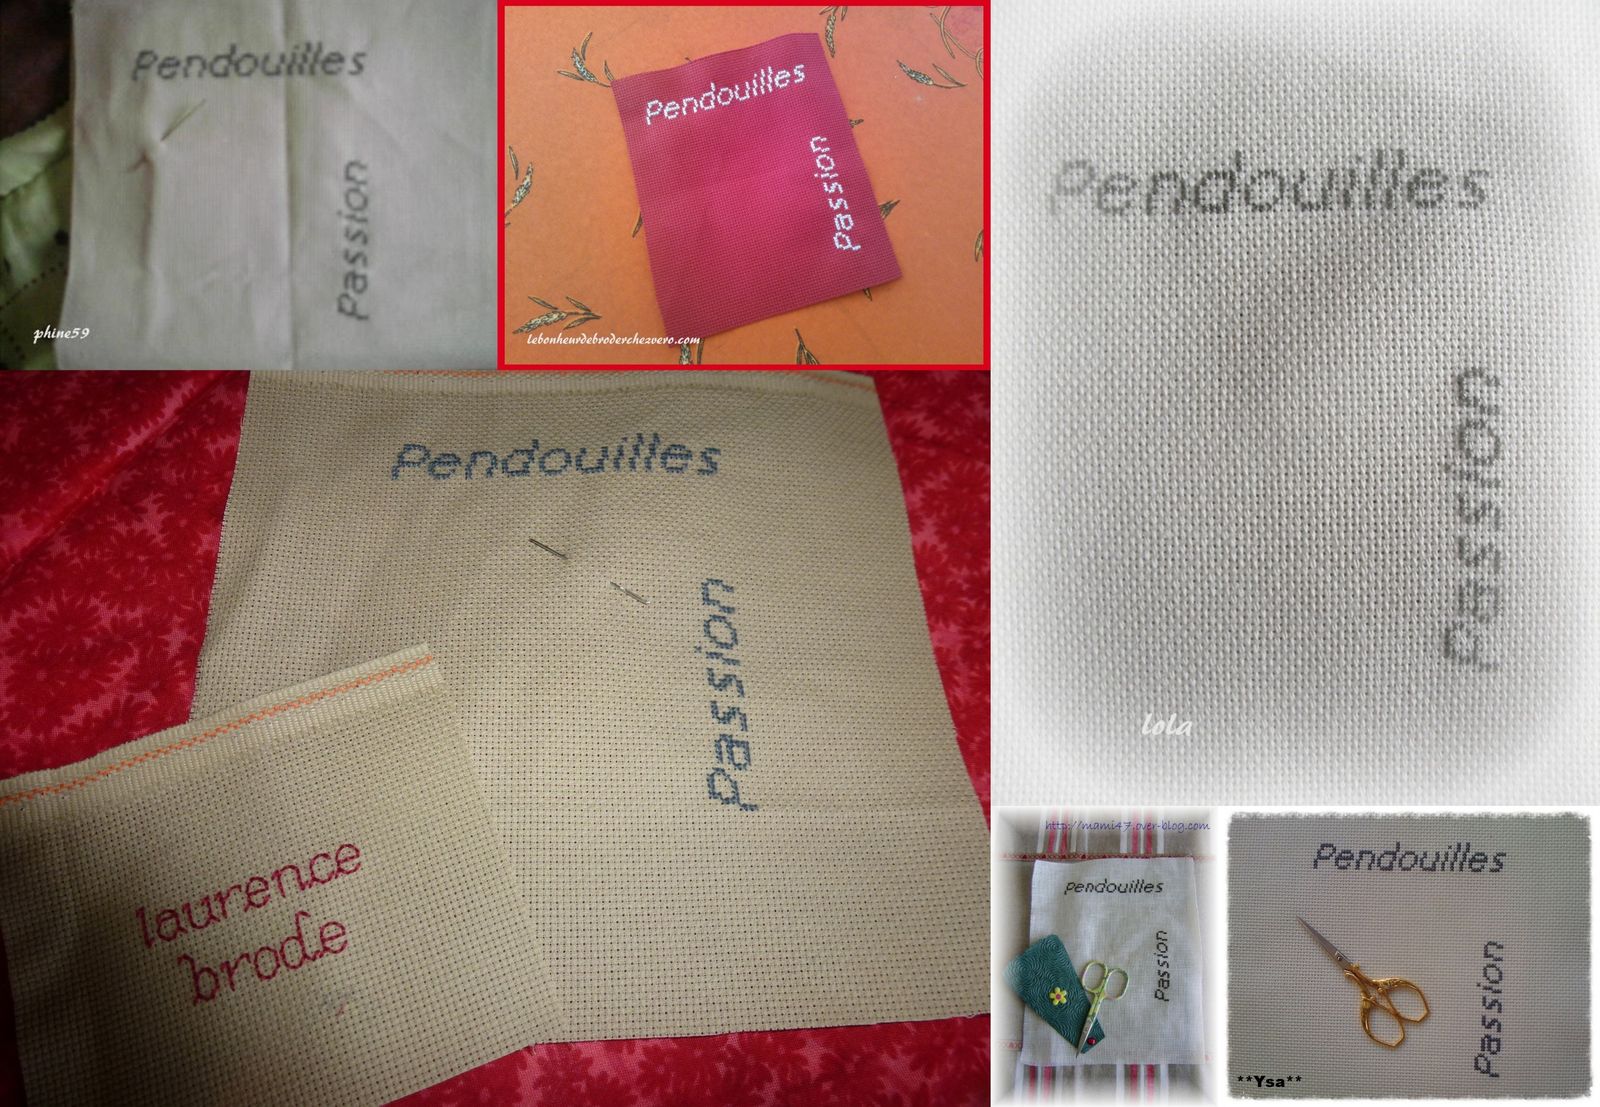 Pendouilles
Passion
phine59
Pendouilles
Passion
lebonheurdebroderchezvero.com
Pendouilles
Passion
lola
Pendouilles
Passion
laurence
brode
http://mami47.over-blog.com
Pendouilles
Passion
Pendouilles
Passion
**Ysa**